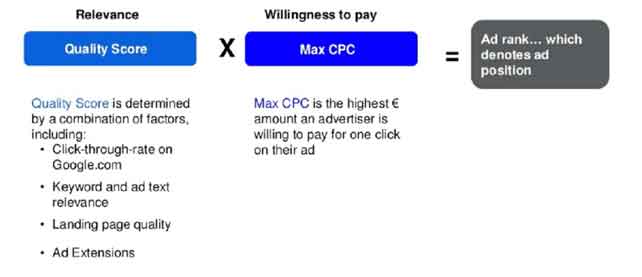 Relevance
Willingness to pay
Quality Score
X
Max CPC
=
Ad rank... which
denotes ad
position
Quality Score is determined
by a combination of factors,
including:
• Click-through-rate on
Google.com
• Keyword and ad text
relevance
• Landing page quality
• Ad Extensions
Max CPC is the highest €
amount an advertiser is
willing to pay for one click
on their ad